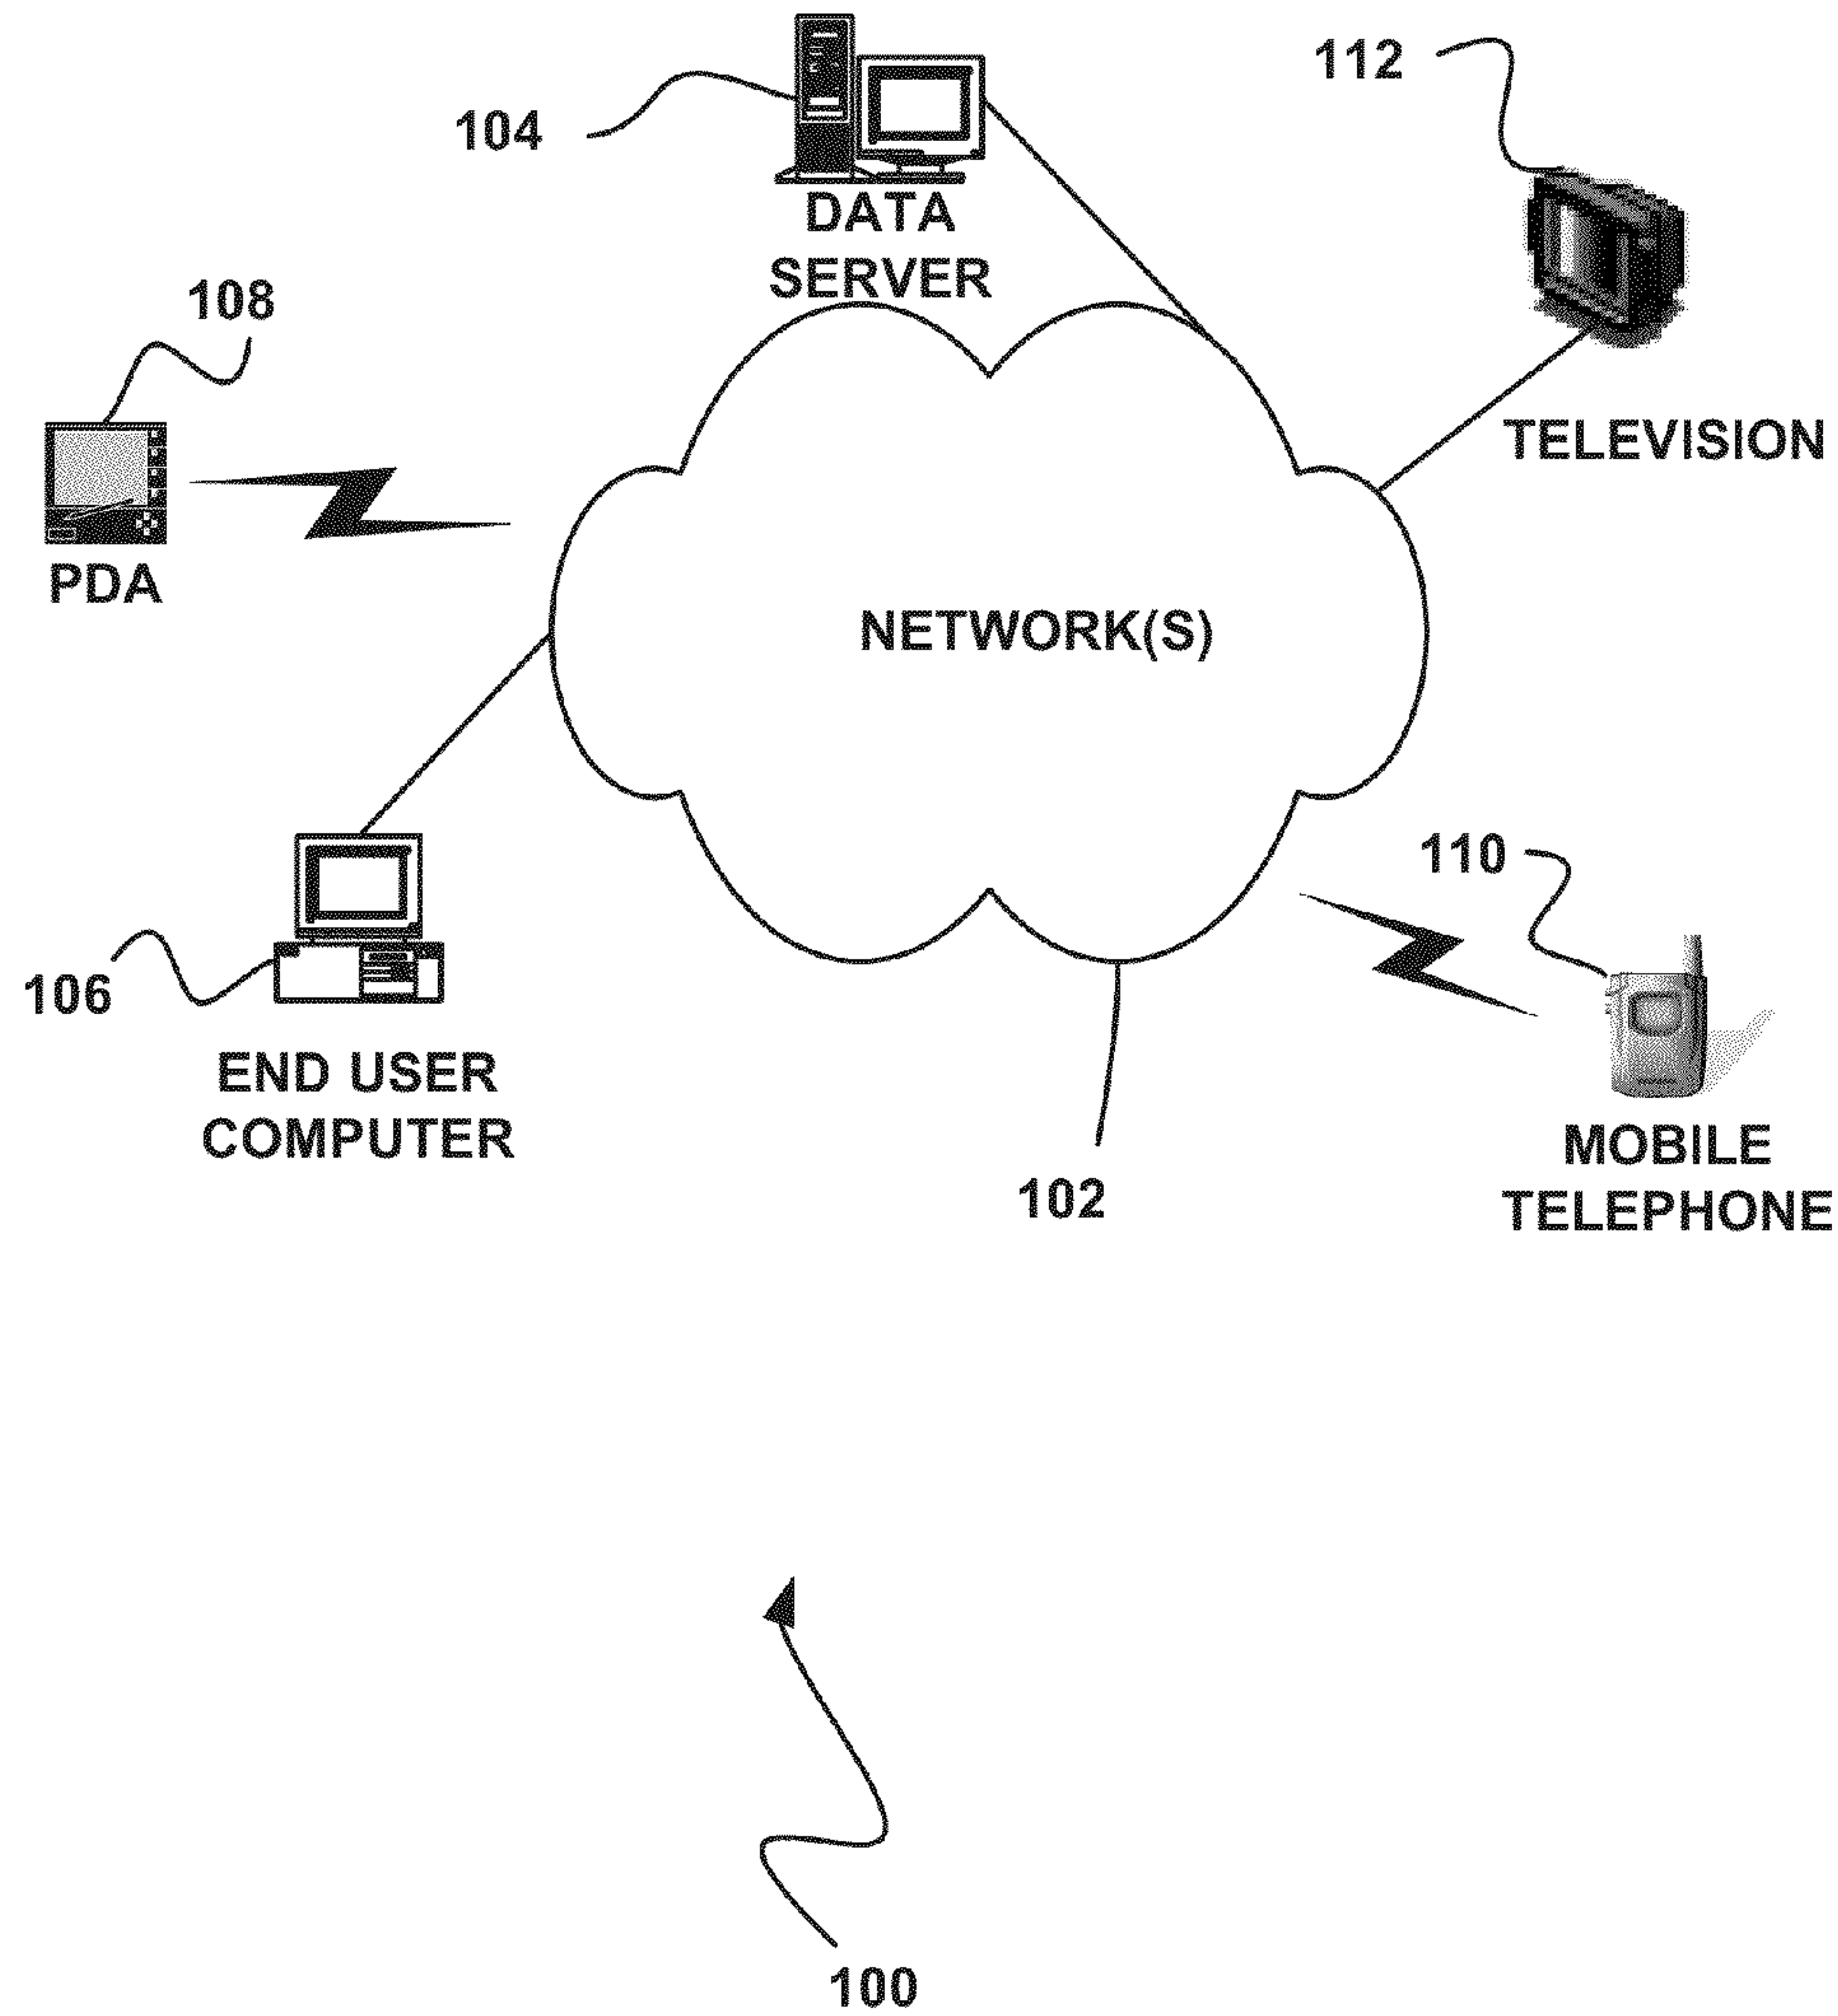 104
DATA
SERVER
112
TELEVISION
108
PDA
NETWORK(S)
106
END USER
COMPUTER
110
MOBILE
TELEPHONE
102
100